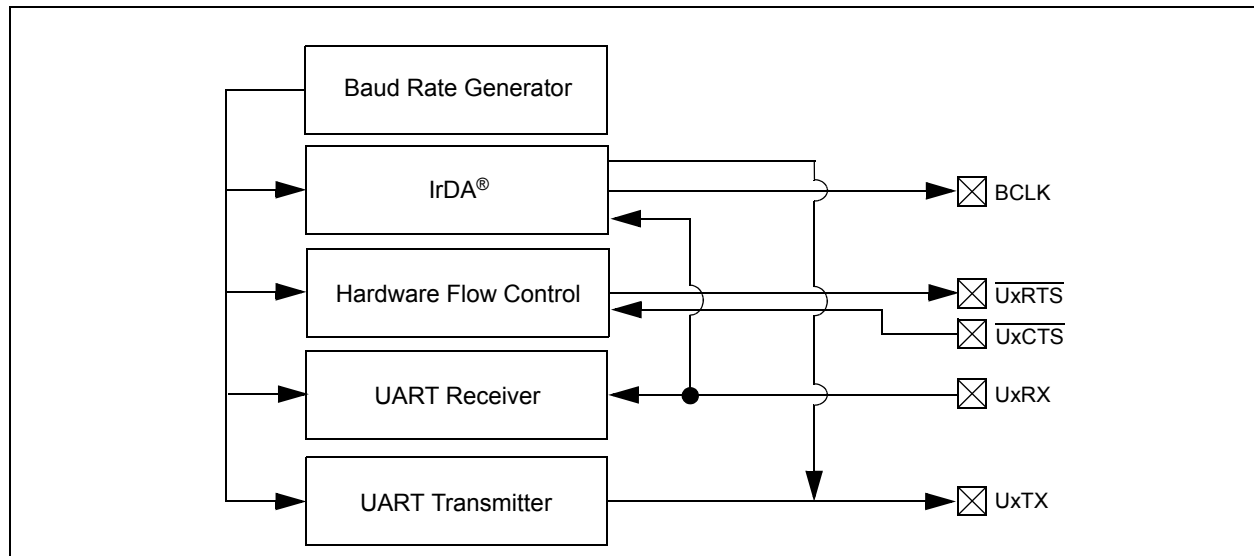 Baud Rate Generator
IrDA®
BCLK
Hardware Flow Control
UxRTS
UxCTS
UART Receiver
UxRX
UART Transmitter
UxTX